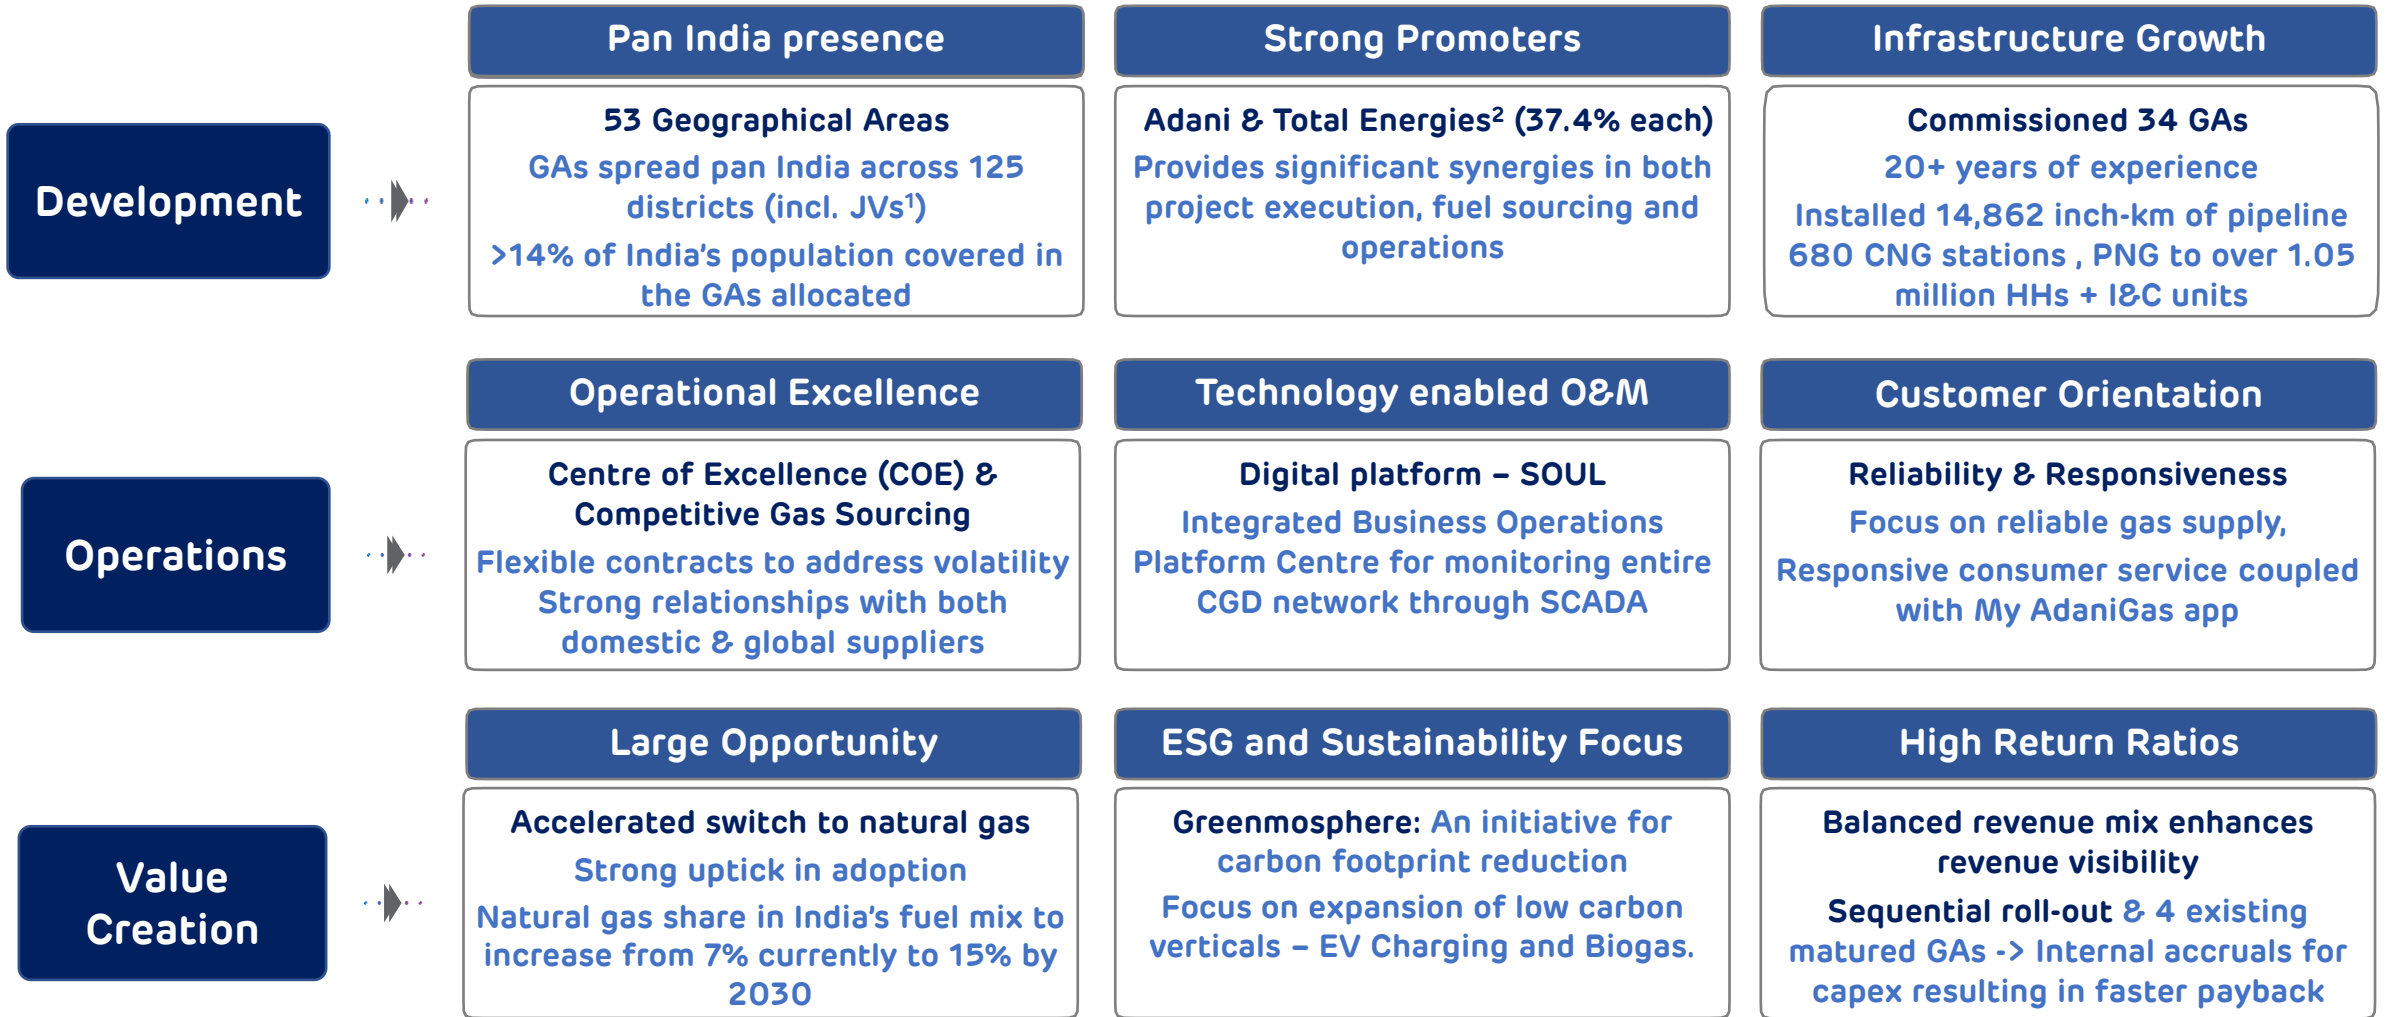 Pan India presence
Strong Promoters
Infrastructure Growth
Development
53 Geographical Areas
GAs spread pan India across 125
districts (incl. JVs¹)
>14% of India's population covered in
the GAs allocated
Adani & Total Energies² (37.4% each)
Provides significant synergies in both
project execution, fuel sourcing and
operations
Commissioned 34 GAs
20+ years of experience
Installed 14,862 inch-km of pipeline
680 CNG stations , PNG to over 1.05
million HHs + I&C units
Operational Excellence
Technology enabled O&M
Customer Orientation
Operations
Centre of Excellence (COE) &
Competitive Gas Sourcing
Flexible contracts to address volatility
Strong relationships with both
domestic & global suppliers
Digital platform – SOUL
Integrated Business Operations
Platform Centre for monitoring entire
CGD network through SCADA
Reliability & Responsiveness
Focus on reliable gas supply,
Responsive consumer service coupled
with My AdaniGas app
Large Opportunity
ESG and Sustainability Focus
High Return Ratios
Value
Creation
Accelerated switch to natural gas
Strong uptick in adoption
Natural gas share in India's fuel mix to
increase from 7% currently to 15% by
2030
Greenmosphere: An initiative for
carbon footprint reduction
Focus on expansion of low carbon
verticals – EV Charging and Biogas.
Balanced revenue mix enhances
revenue visibility
Sequential roll-out & 4 existing
matured GAs -> Internal accruals for
capex resulting in faster payback